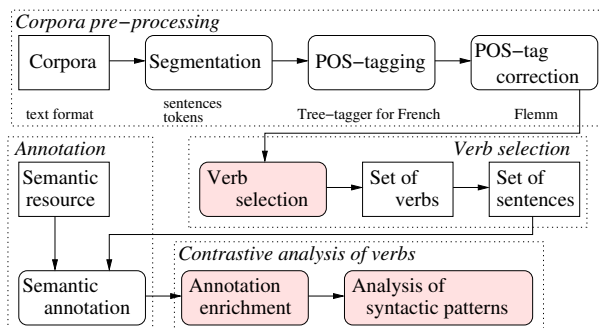 Corpora pre−processing
Corpora
Segmentation
POS−tagging
POS−tag
correction
text format
sentences
tokens
Tree−tagger for French
Flemm
Annotation
Verb selection
Semantic
resource
Verb
selection
Set of
verbs
Set of
sentences
Contrastive analysis of verbs
Semantic
annotation
Annotation
enrichment
Analysis of
syntactic patterns